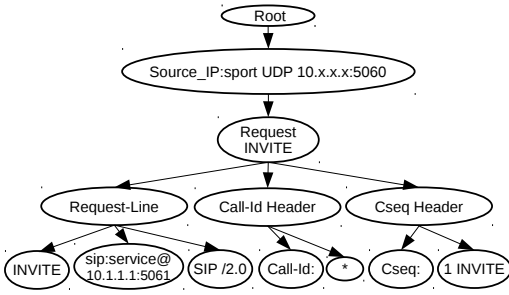 Root
Source_IP:sport UDP 10.x.x.x:5060
Request
INVITE
Request-Line
Call-Id Header
Cseq Header
INVITE
sip:service@
10.1.1.1:5061
SIP /2.0
Call-Id:
*
Cseq:
1 INVITE